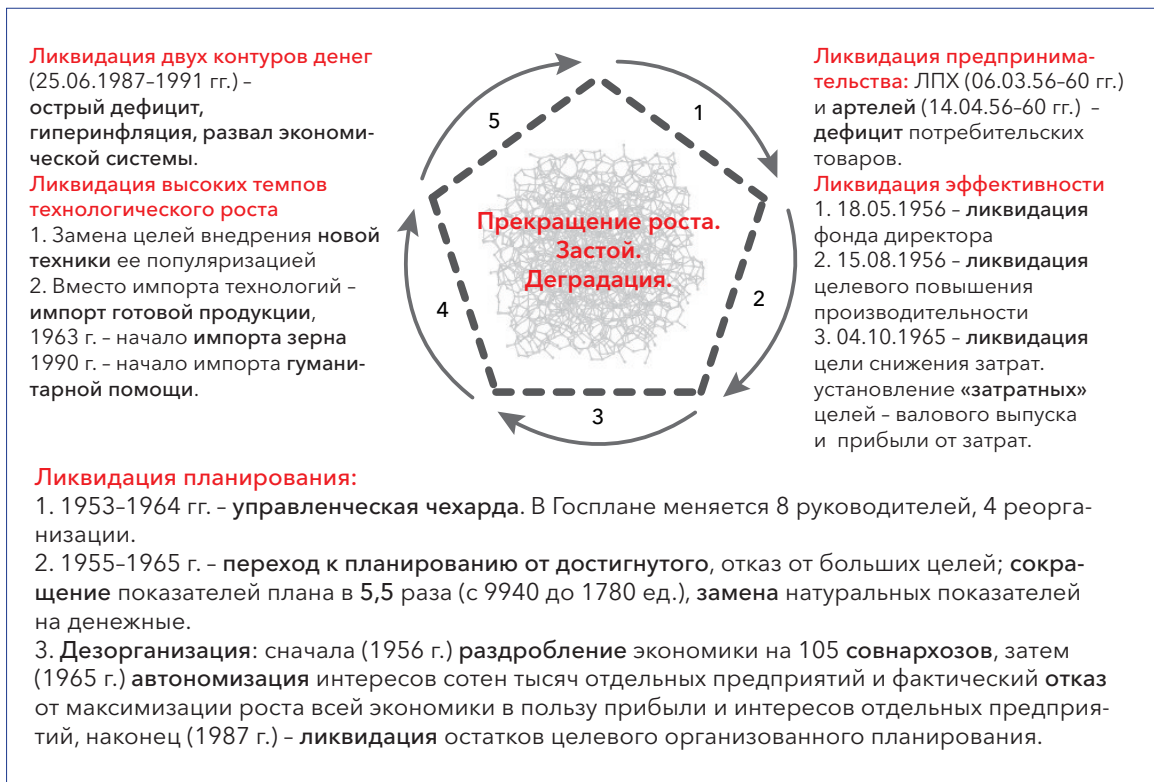 Ликвидация двух контуров денег
(25.06.1987–1991 гг.) –
острый дефицит,
гиперинфляция, развал экономи-
ческой системы.
Ликвидация высоких темпов
технологического роста
1. Замена целей внедрения новой
техники ее популяризацией
2. Вместо импорта технологий –
импорт готовой продукции,
1963 г. – начало импорта зерна
1990 г. – начало импорта гумани-
тарной помощи.
5
1
4
2
3
Прекращение роста.
Застой.
Деградация.
Ликвидация предпринима-
тельства: ЛПХ (06.03.56–60 гг.)
и артелей (14.04.56–60 гг.) –
дефицит потребительских
товаров.
Ликвидация эффективности
1. 18.05.1956 – ликвидация
фонда директора
2. 15.08.1956 – ликвидация
целевого повышения
производительности
3. 04.10.1965 – ликвидация
цели снижения затрат.
установление «затратных»
целей – валового выпуска
и прибыли от затрат.
Ликвидация планирования:
1. 1953–1964 гг. – управленческая чехарда. В Госплане меняется 8 руководителей, 4 реорга-
низации.
2. 1955–1965 г. – переход к планированию от достигнутого, отказ от больших целей; сокра-
щение показателей плана в 5,5 раза (с 9940 до 1780 ед.), замена натуральных показателей
на денежные.
3. Дезорганизация: сначала (1956 г.) раздробление экономики на 105 совнархозов, затем
(1965 г.) автономизация интересов сотен тысяч отдельных предприятий и фактический отказ
от максимизации роста всей экономики в пользу прибыли и интересов отдельных предприя-
тий, наконец (1987 г.) – ликвидация остатков целевого организованного планирования.